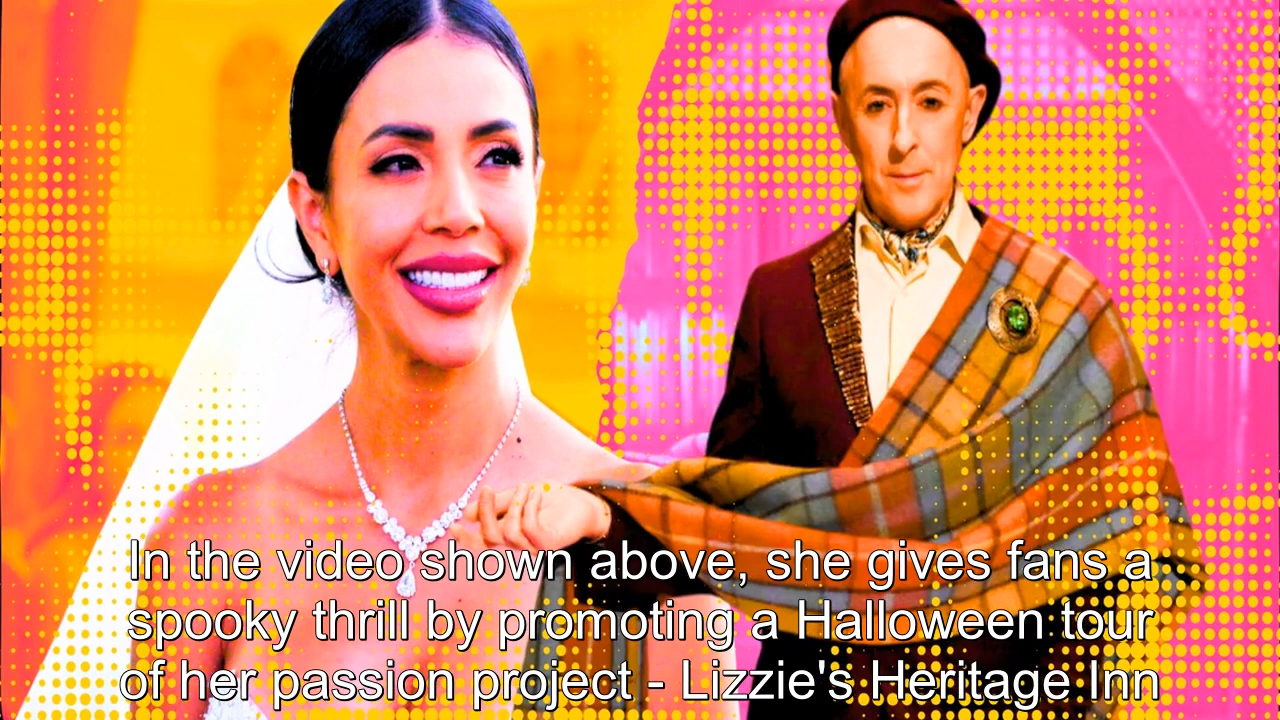 In the video shown above, she gives fans a
spooky thrill by promoting a Halloween tour
of her passion project - Lizzie's Heritage Inn